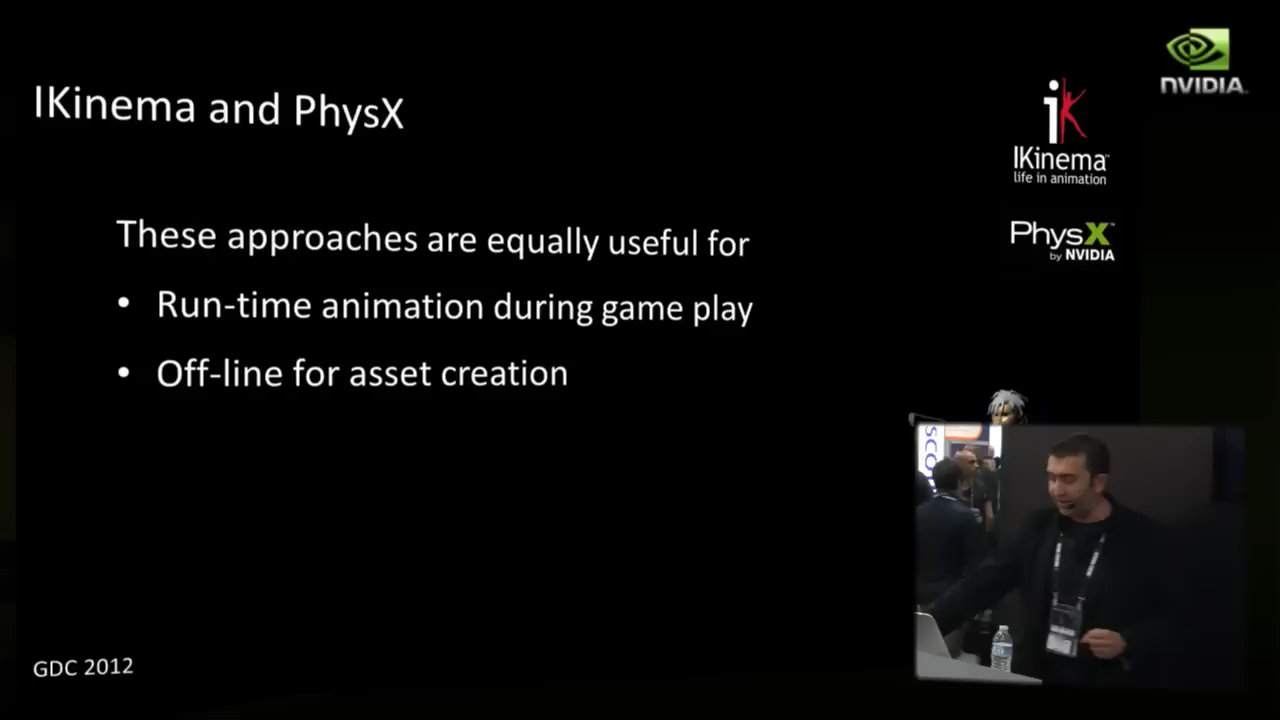 NVIDIA
IKinema and PhysX
iK
IKinema
life in animation
These approaches are equally useful for
PhysX
by NVIDIA
• Run-time animation during game play
• Off-line for asset creation
GDC 2012